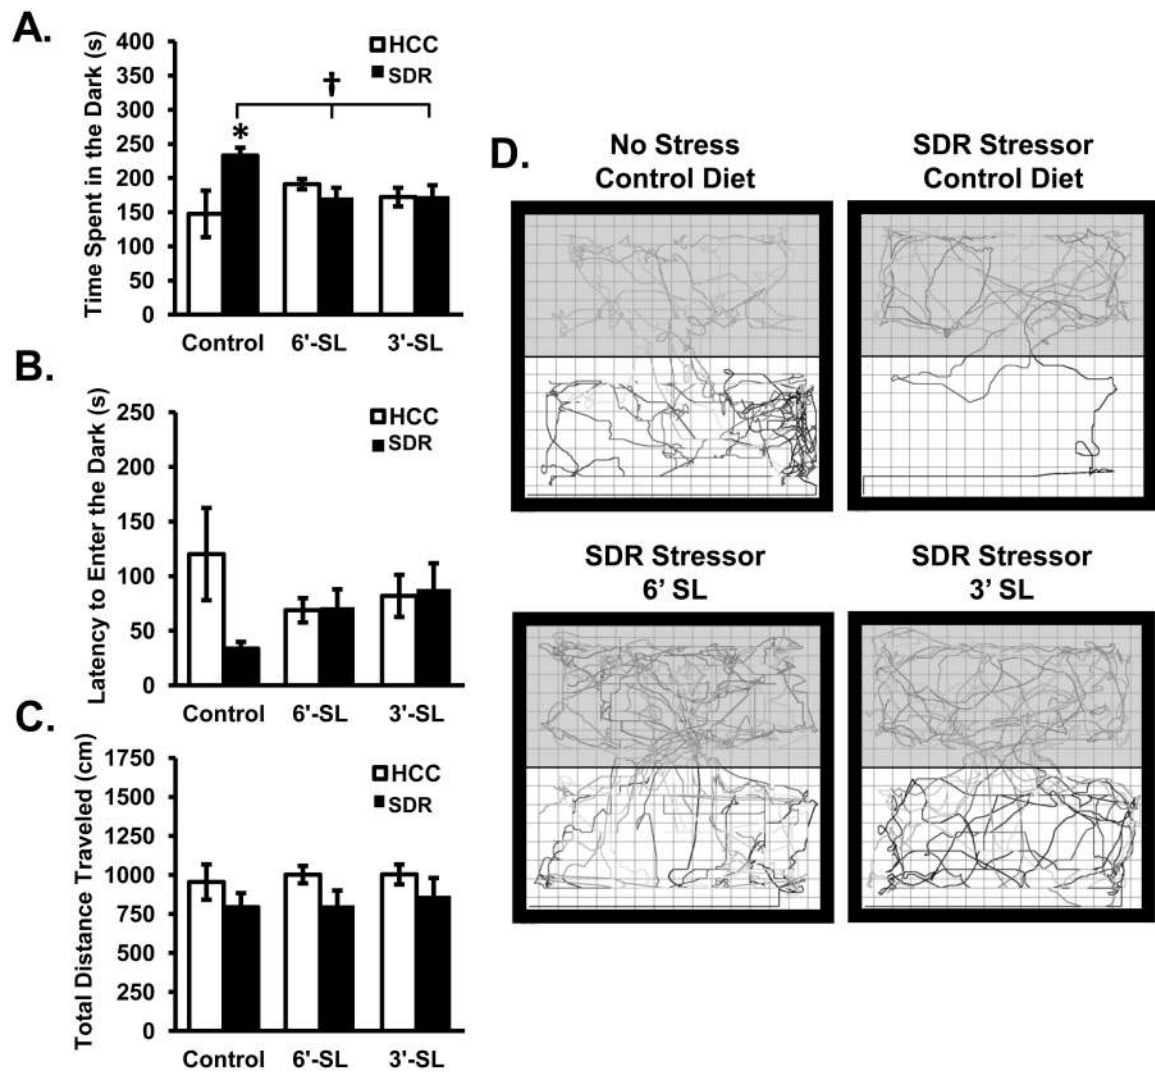 A.
Time Spent in the Dark (s)
400
350
300
250
200
150
100
50
0
HCC
SDR
†
*
Control 6'-SL 3'-SL
B.
Latency to Enter the Dark (s)
250
200
150
100
50
0
HCC
SDR
Control 6'-SL 3'-SL
C.
Total Distance Traveled (cm)
1750
1500
1250
1000
750
500
250
0
HCC
SDR
Control 6'-SL 3'-SL
D.
No Stress
Control Diet
SDR Stressor
Control Diet
SDR Stressor
6’ SL
SDR Stressor
3’ SL